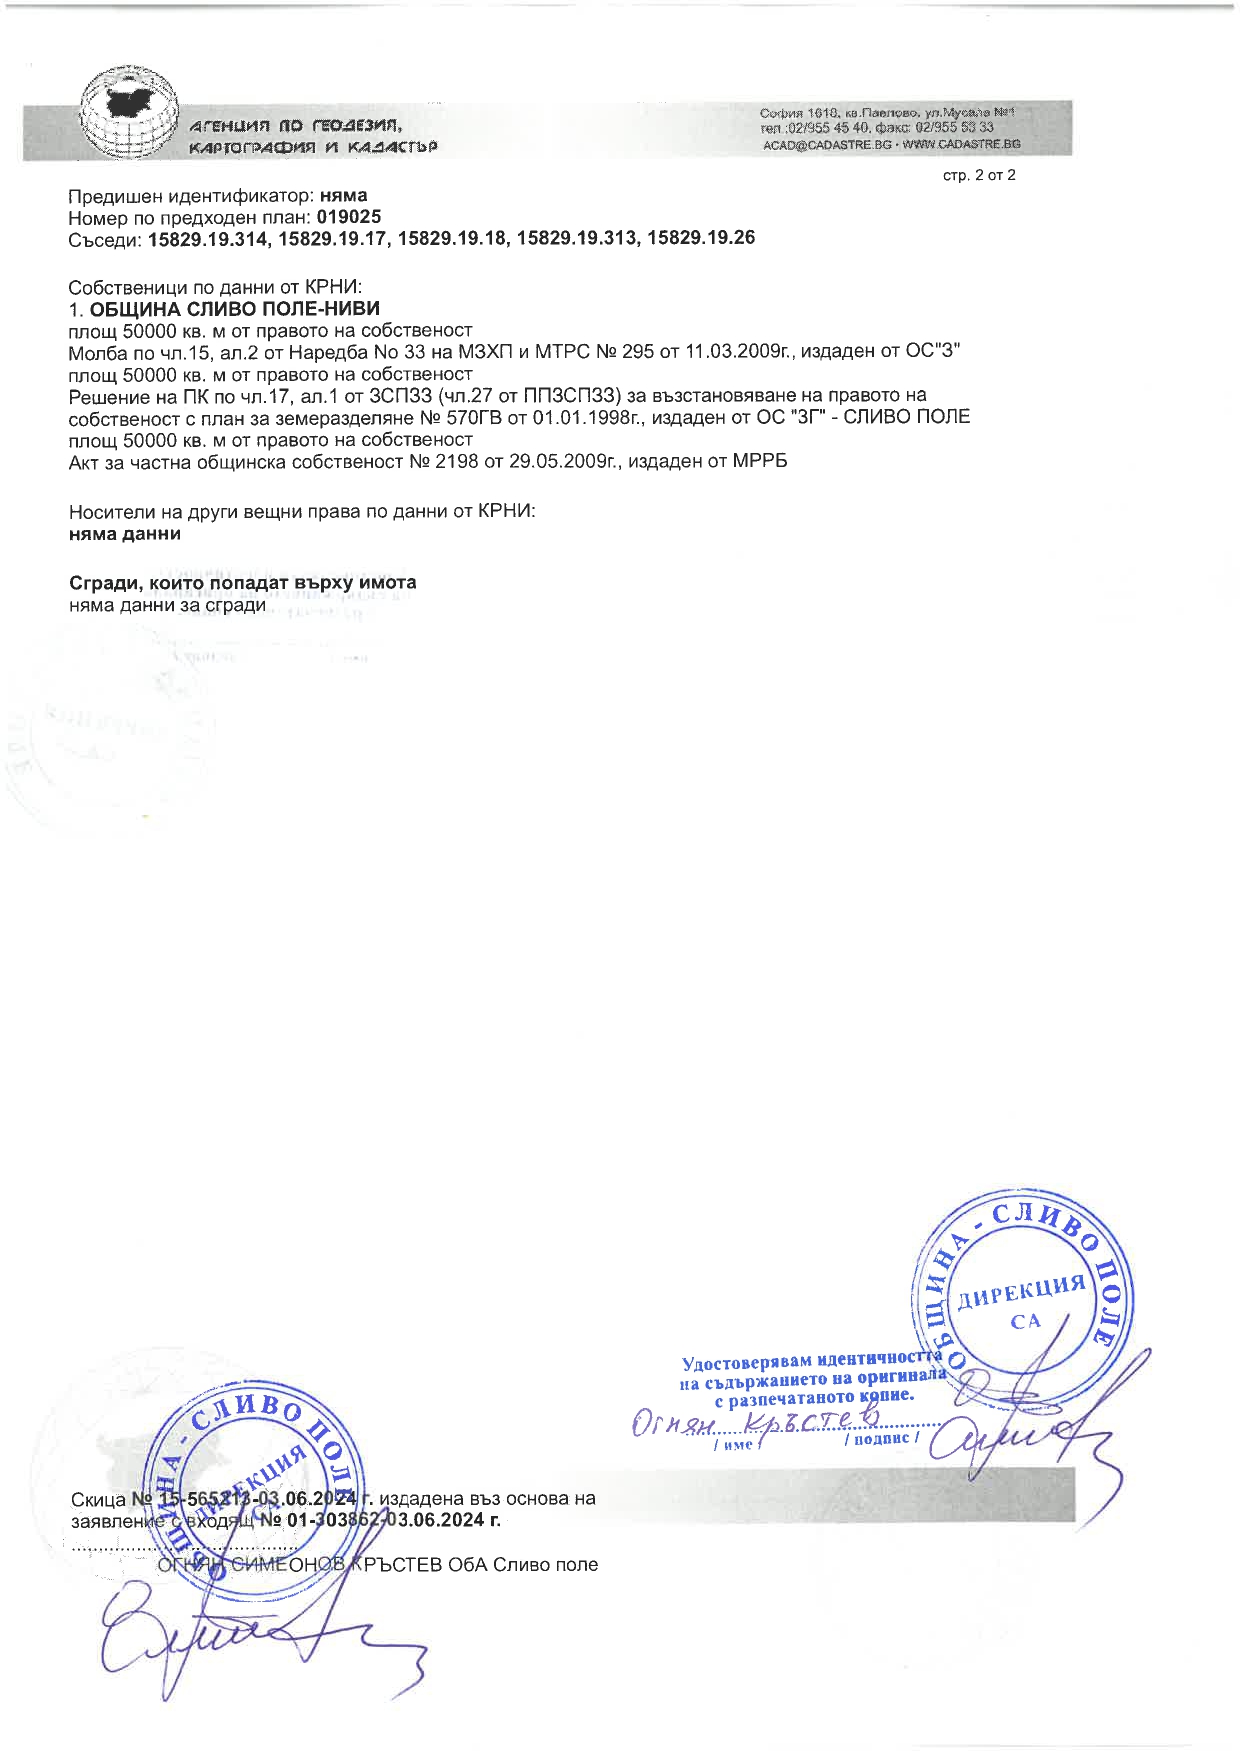 АГЕНЦИЯ ПО ГЕОДЕЗИЯ,
КАРТОГРАФИЯ И КАДАСТЪР
София 1618, кв.Павлово, ул.Мусала №1
тел.:02/955 45 40, факс: 02/955 53 33
ACAD@CADASTRE.BG • WWW.CADASTRE.BG
стр. 2 от 2
Предишен идентификатор: няма
Номер по предходен план: 019025
Съседи: 15829.19.314, 15829.19.17, 15829.19.18, 15829.19.313, 15829.19.26
Собственици по данни от КРНИ:
1. ОБЩИНА СЛИВО ПОЛЕ-НИВИ
площ 50000 кв. м от правото на собственост
Молба по чл.15, ал.2 от Наредба No 33 на МЗХП и МТРС № 295 от 11.03.2009г., издаден от ОС"З"
площ 50000 кв. м от правото на собственост
Решение на ПК по чл.17, ал.1 от ЗСПЗЗ (чл.27 от ППЗСПЗЗ) за възстановяване на правото на
собственост с план за земеразделяне № 570ГВ от 01.01.1998г., издаден от ОС "ЗГ" - СЛИВО ПОЛЕ
площ 50000 кв. м от правото на собственост
Акт за частна общинска собственост № 2198 от 29.05.2009г., издаден от МРРБ
Носители на други вещни права по данни от КРНИ:
няма данни
Сгради, които попадат върху имота
няма данни за сгради
ОБЩИНА - СЛИВО ПОЛЕ
ДИРЕКЦИЯ
СА
Удостоверявам идентичността
на съдържанието на оригинала
с разпечатаното копие.
Огнян Кръстев
/ име / / подпис /
ОБЩИНА - СЛИВО ПОЛЕ
ДИРЕКЦИЯ
СА
Скица № 15-565213-03.06.2024 г. издадена въз основа на
заявление с входящ № 01-303862-03.06.2024 г.
ОГНЯН СИМЕОНОВ КРЪСТЕВ ОбА Сливо поле